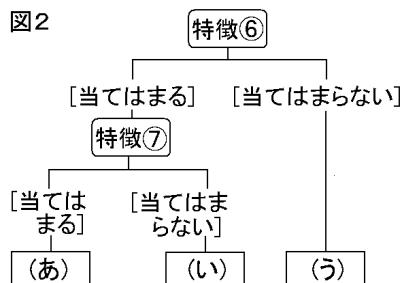 図2
特徴⑥
[当てはまる]
[当てはまらない]
特徴⑦
[当ては
まる]
[当てはま
らない]
(あ)
(い)
(う)